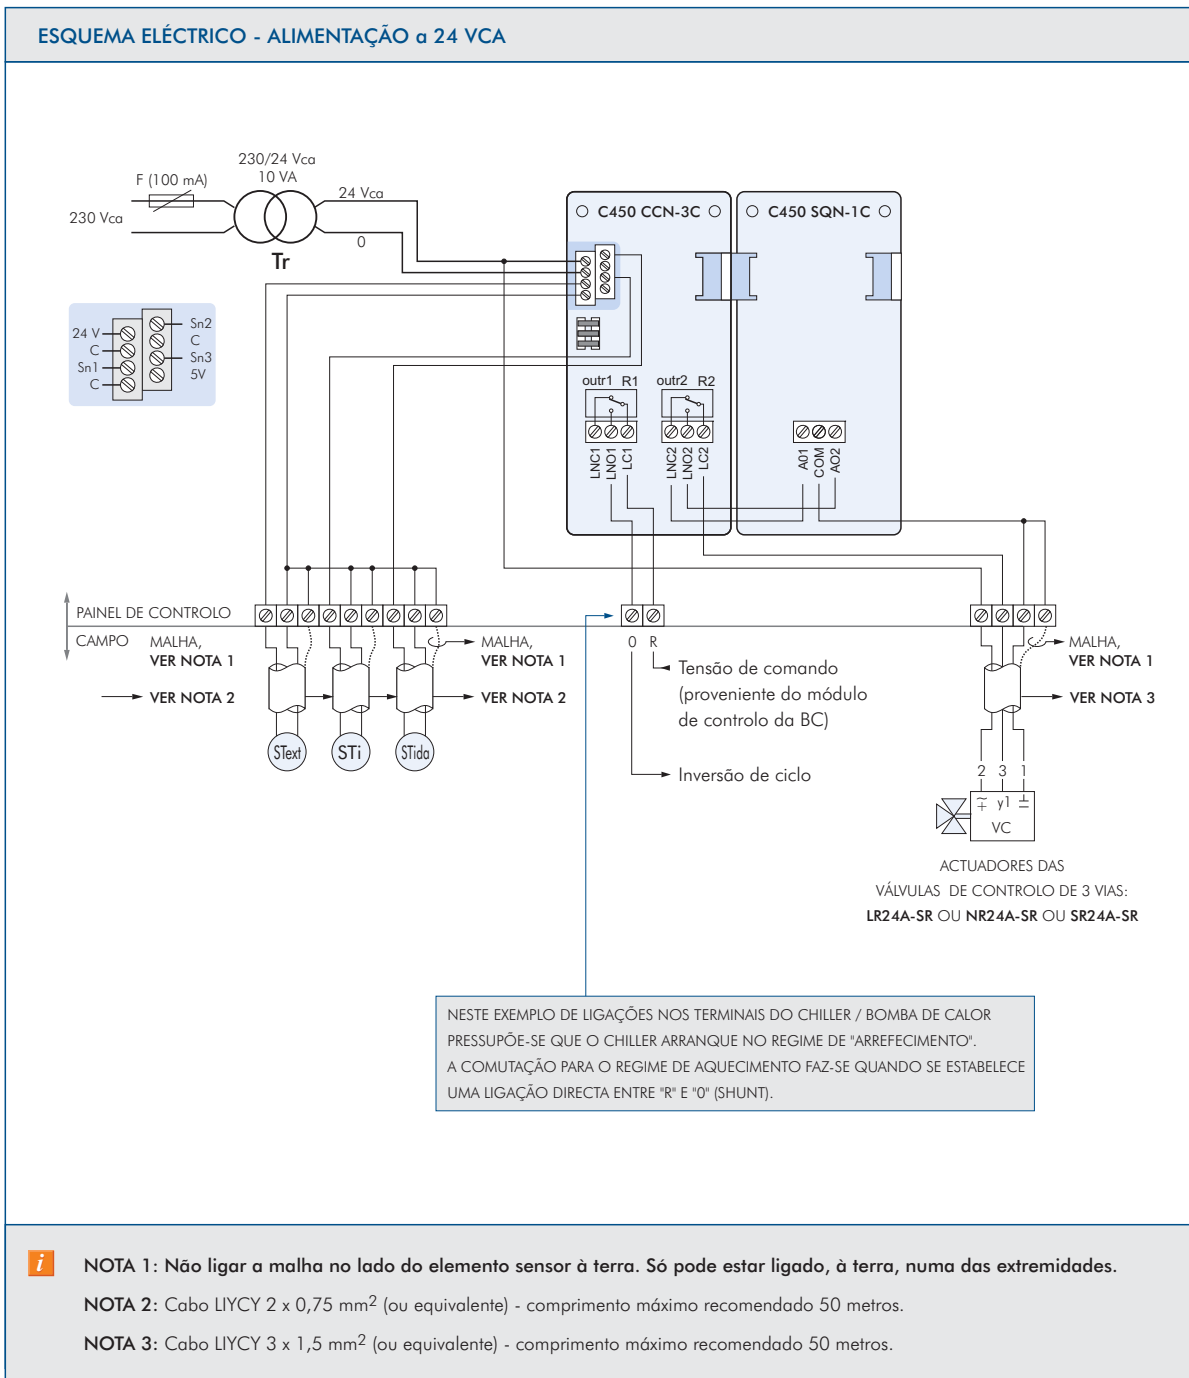 ESQUEMA ELÉCTRICO - ALIMENTAÇÃO a 24 VCA
230/24 Vca
10 VA
F (100 mA)
24 Vca
230 Vca
0
Tr
C450 CCN-3C
C450 SQN-1C
24 V
C
Sn1
C
Sn2
C
Sn3
5V
outr1 R1
outr2 R2
LNC1
LNO1
LC1
LNC2
LNO2
LC2
A01
COM
AO2
PAINEL DE CONTROLO
CAMPO
MALHA,
VER NOTA 1
VER NOTA 2
MALHA,
VER NOTA 1
VER NOTA 2
0 R
Tensão de comando
(proveniente do módulo
de controlo da BC)
Inversão de ciclo
MALHA,
VER NOTA 1
VER NOTA 3
SText
STi
STida
2 3 1
y1
VC
ACTUADORES DAS
VÁLVULAS DE CONTROLO DE 3 VIAS:
LR24A-SR OU NR24A-SR OU SR24A-SR
NESTE EXEMPLO DE LIGAÇÕES NOS TERMINAIS DO CHILLER / BOMBA DE CALOR
PRESSUPÕE-SE QUE O CHILLER ARRANQUE NO REGIME DE "ARREFECIMENTO".
A COMUTAÇÃO PARA O REGIME DE AQUECIMENTO FAZ-SE QUANDO SE ESTABELECE
UMA LIGAÇÃO DIRECTA ENTRE "R" E "0" (SHUNT).
i
NOTA 1: Não ligar a malha no lado do elemento sensor à terra. Só pode estar ligado, à terra, numa das extremidades.
NOTA 2: Cabo LIYCY 2 x 0,75 mm² (ou equivalente) - comprimento máximo recomendado 50 metros.
NOTA 3: Cabo LIYCY 3 x 1,5 mm² (ou equivalente) - comprimento máximo recomendado 50 metros.